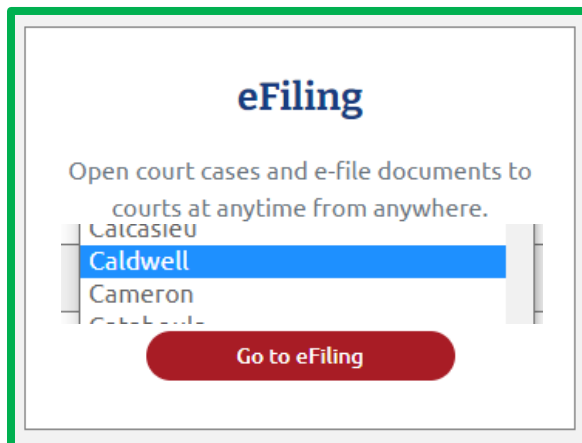 eFiling
Open court cases and e-file documents to
courts at anytime from anywhere.
Calcasieu
Caldwell
Cameron
Catahoula
Go to eFiling